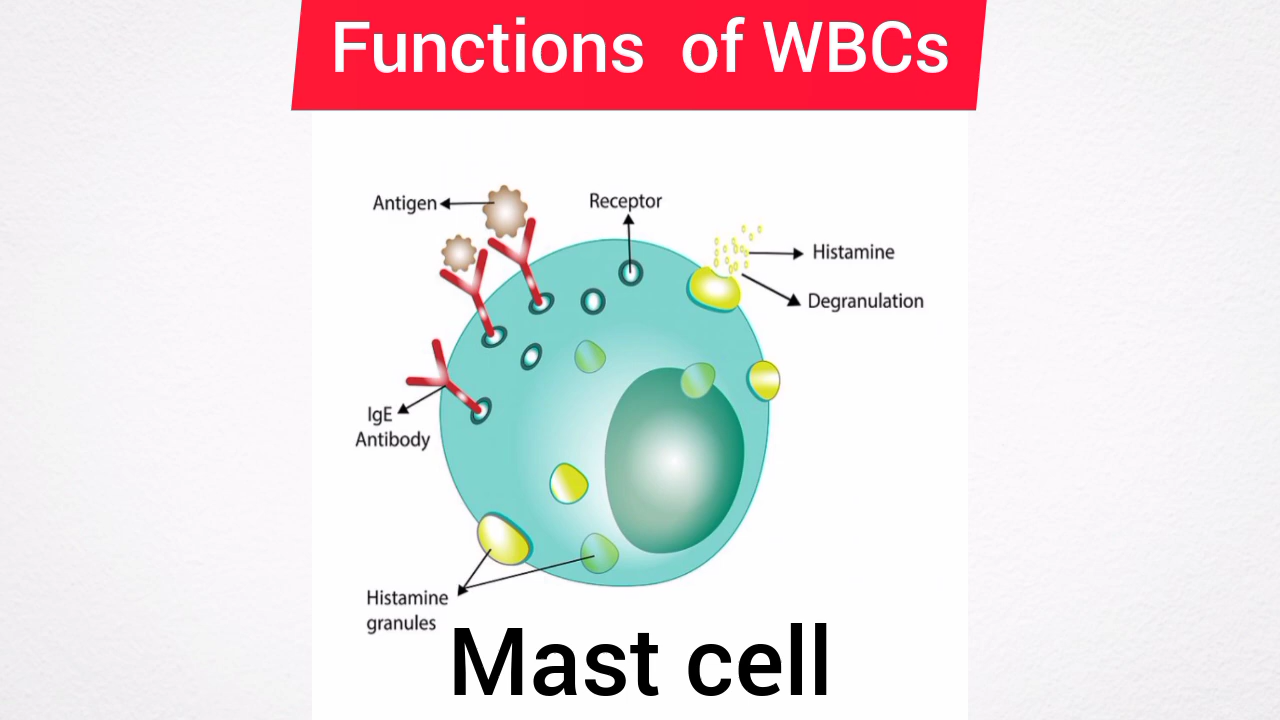 Functions of WBCs
Antigen
Receptor
Histamine
Degranulation
IgE
Antibody
Histamine
granules
Mast cell